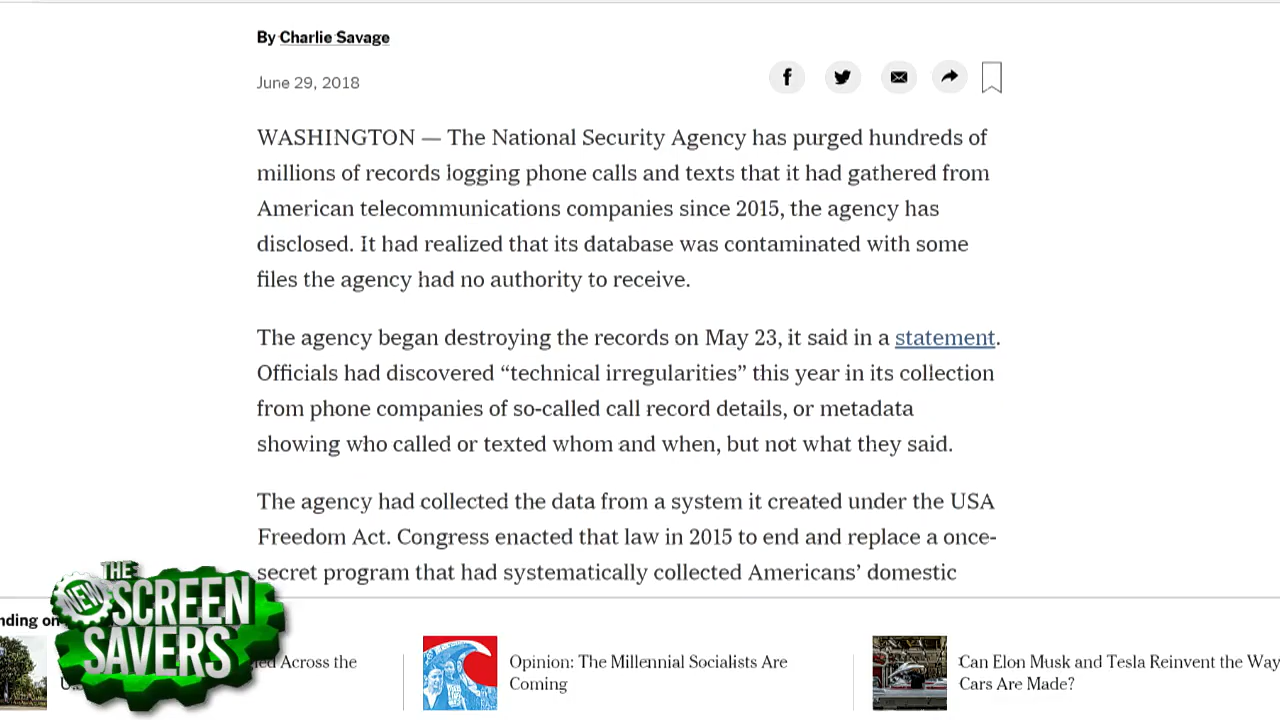 By Charlie Savage
June 29, 2018
WASHINGTON — The National Security Agency has purged hundreds of
millions of records logging phone calls and texts that it had gathered from
American telecommunications companies since 2015, the agency has
disclosed. It had realized that its database was contaminated with some
files the agency had no authority to receive.
The agency began destroying the records on May 23, it said in a statement.
Officials had discovered “technical irregularities” this year in its collection
from phone companies of so-called call record details, or metadata
showing who called or texted whom and when, but not what they said.
The agency had collected the data from a system it created under the USA
Freedom Act. Congress enacted that law in 2015 to end and replace a once-
secret program that had systematically collected Americans’ domestic
nding on
THE
NEW
SCREEN
SAVERS
Across the
Opinion: The Millennial Socialists Are
Coming
Can Elon Musk and Tesla Reinvent the Way
Cars Are Made?